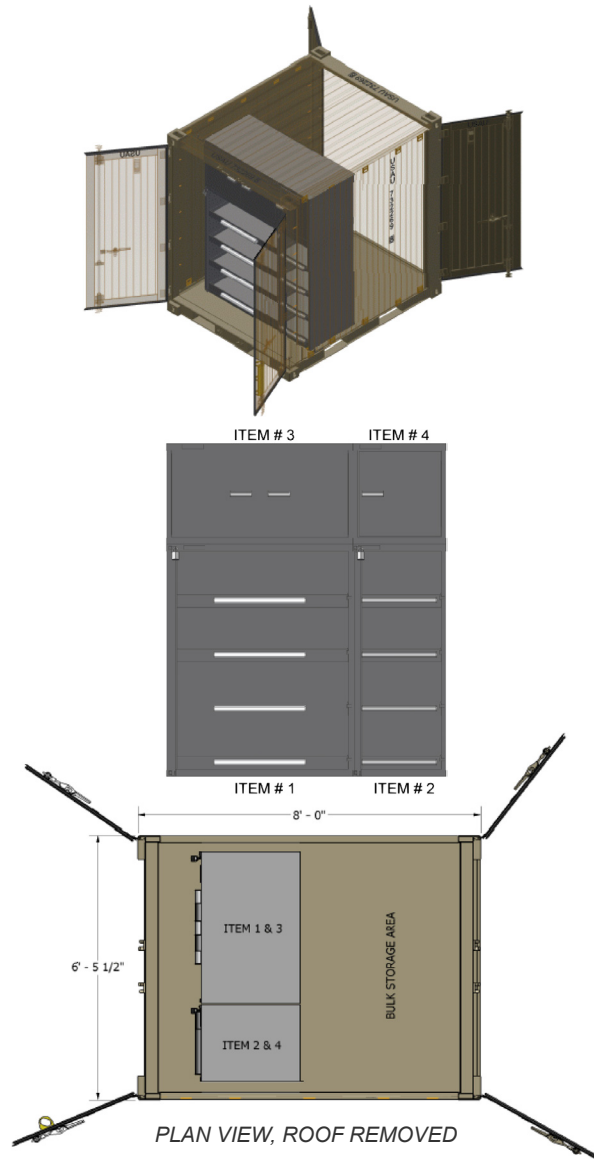 USAU
ITEM # 3
ITEM # 4
ITEM # 1
ITEM # 2
8' - 0"
6' - 5 1/2"
ITEM 1 & 3
ITEM 2 & 4
BULK STORAGE AREA
PLAN VIEW, ROOF REMOVED